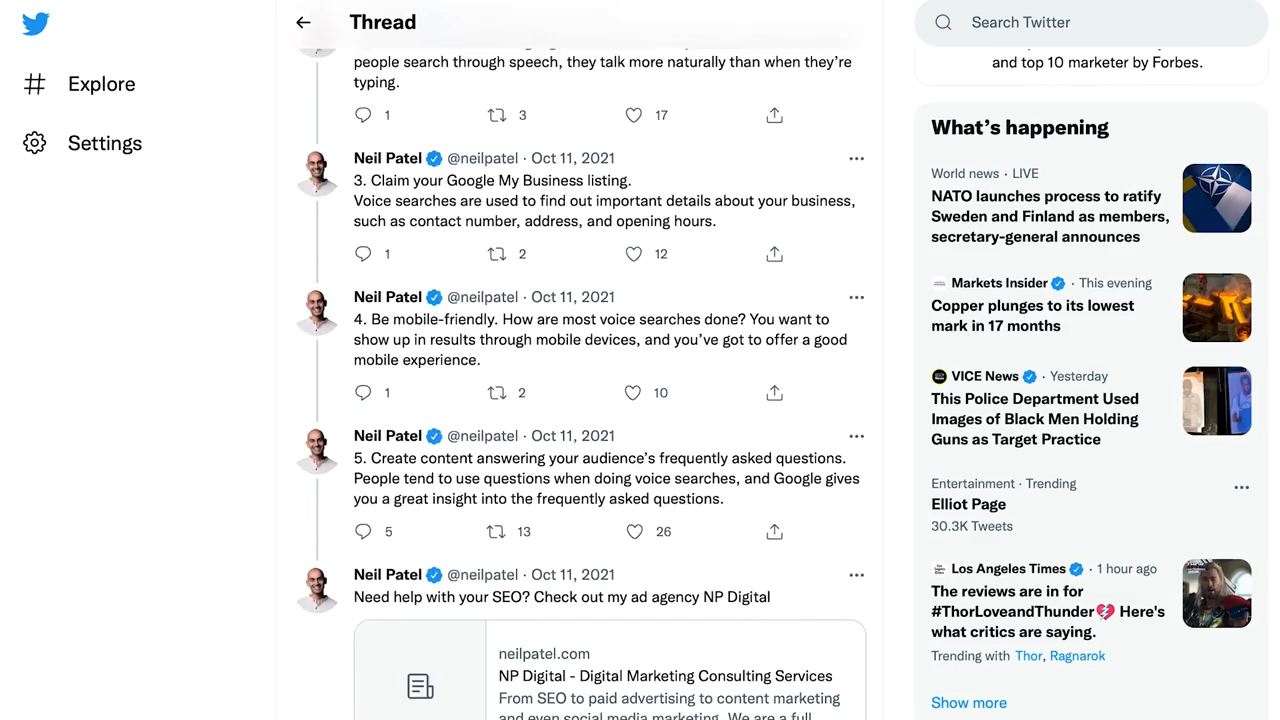 Explore
Settings
Thread
people search through speech, they talk more naturally than when they're
typing.
1 3 17
Neil Patel @neilpatel · Oct 11, 2021
3. Claim your Google My Business listing.
Voice searches are used to find out important details about your business,
such as contact number, address, and opening hours.
1 2 12
Neil Patel @neilpatel · Oct 11, 2021
4. Be mobile-friendly. How are most voice searches done? You want to
show up in results through mobile devices, and you've got to offer a good
mobile experience.
1 2 10
Neil Patel @neilpatel · Oct 11, 2021
5. Create content answering your audience's frequently asked questions.
People tend to use questions when doing voice searches, and Google gives
you a great insight into the frequently asked questions.
5 13 26
Neil Patel @neilpatel · Oct 11, 2021
Need help with your SEO? Check out my ad agency NP Digital
neilpatel.com
NP Digital - Digital Marketing Consulting Services
From SEO to paid advertising to content marketing
and even social media marketing. We are a full
Search Twitter
and top 10 marketer by Forbes.
What's happening
World news · LIVE
NATO launches process to ratify
Sweden and Finland as members,
secretary-general announces
Markets Insider · This evening
Copper plunges to its lowest
mark in 17 months
VICE News · Yesterday
This Police Department Used
Images of Black Men Holding
Guns as Target Practice
Entertainment · Trending
Elliot Page
30.3K Tweets
Los Angeles Times · 1 hour ago
The reviews are in for
#ThorLoveandThunder💔 Here's
what critics are saying.
Trending with Thor, Ragnarok
Show more